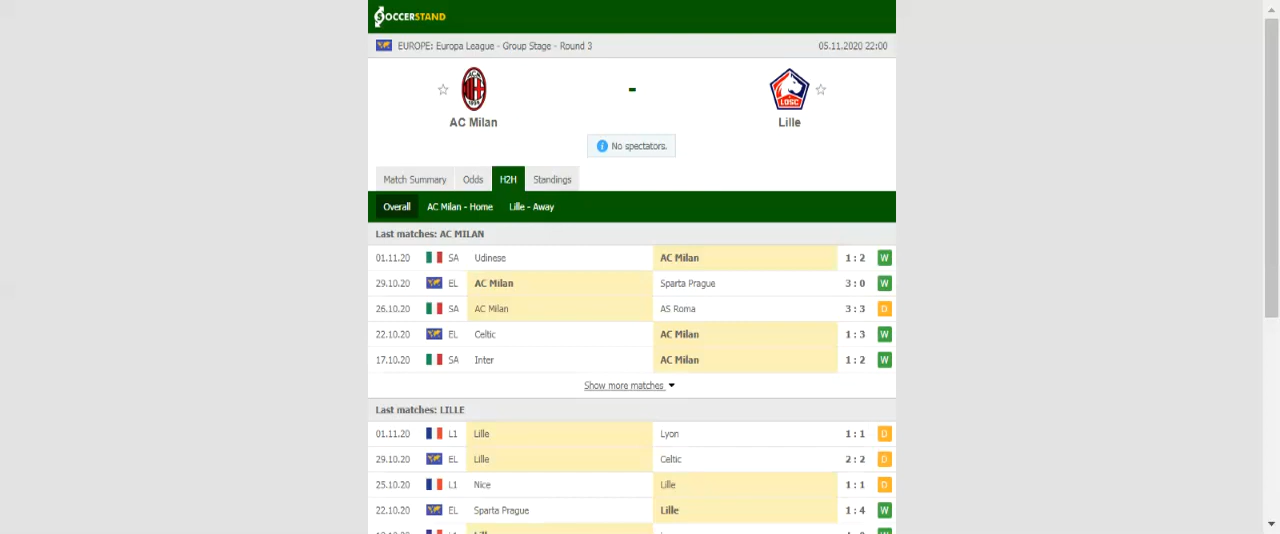 SOCCERSTAND
EUROPE: Europa League - Group Stage - Round 3 05.11.2020 22:00
AC Milan - Lille
No spectators.
Match Summary Odds H2H Standings
Overall AC Milan - Home Lille - Away
Last matches: AC MILAN
01.11.20 SA Udinese AC Milan 1 : 2 W
29.10.20 EL AC Milan Sparta Prague 3 : 0 W
26.10.20 SA AC Milan AS Roma 3 : 3 D
22.10.20 EL Celtic AC Milan 1 : 3 W
17.10.20 SA Inter AC Milan 1 : 2 W
Show more matches
Last matches: LILLE
01.11.20 L1 Lille Lyon 1 : 1 D
29.10.20 EL Lille Celtic 2 : 2 D
25.10.20 L1 Nice Lille 1 : 1 D
22.10.20 EL Sparta Prague Lille 1 : 4 W